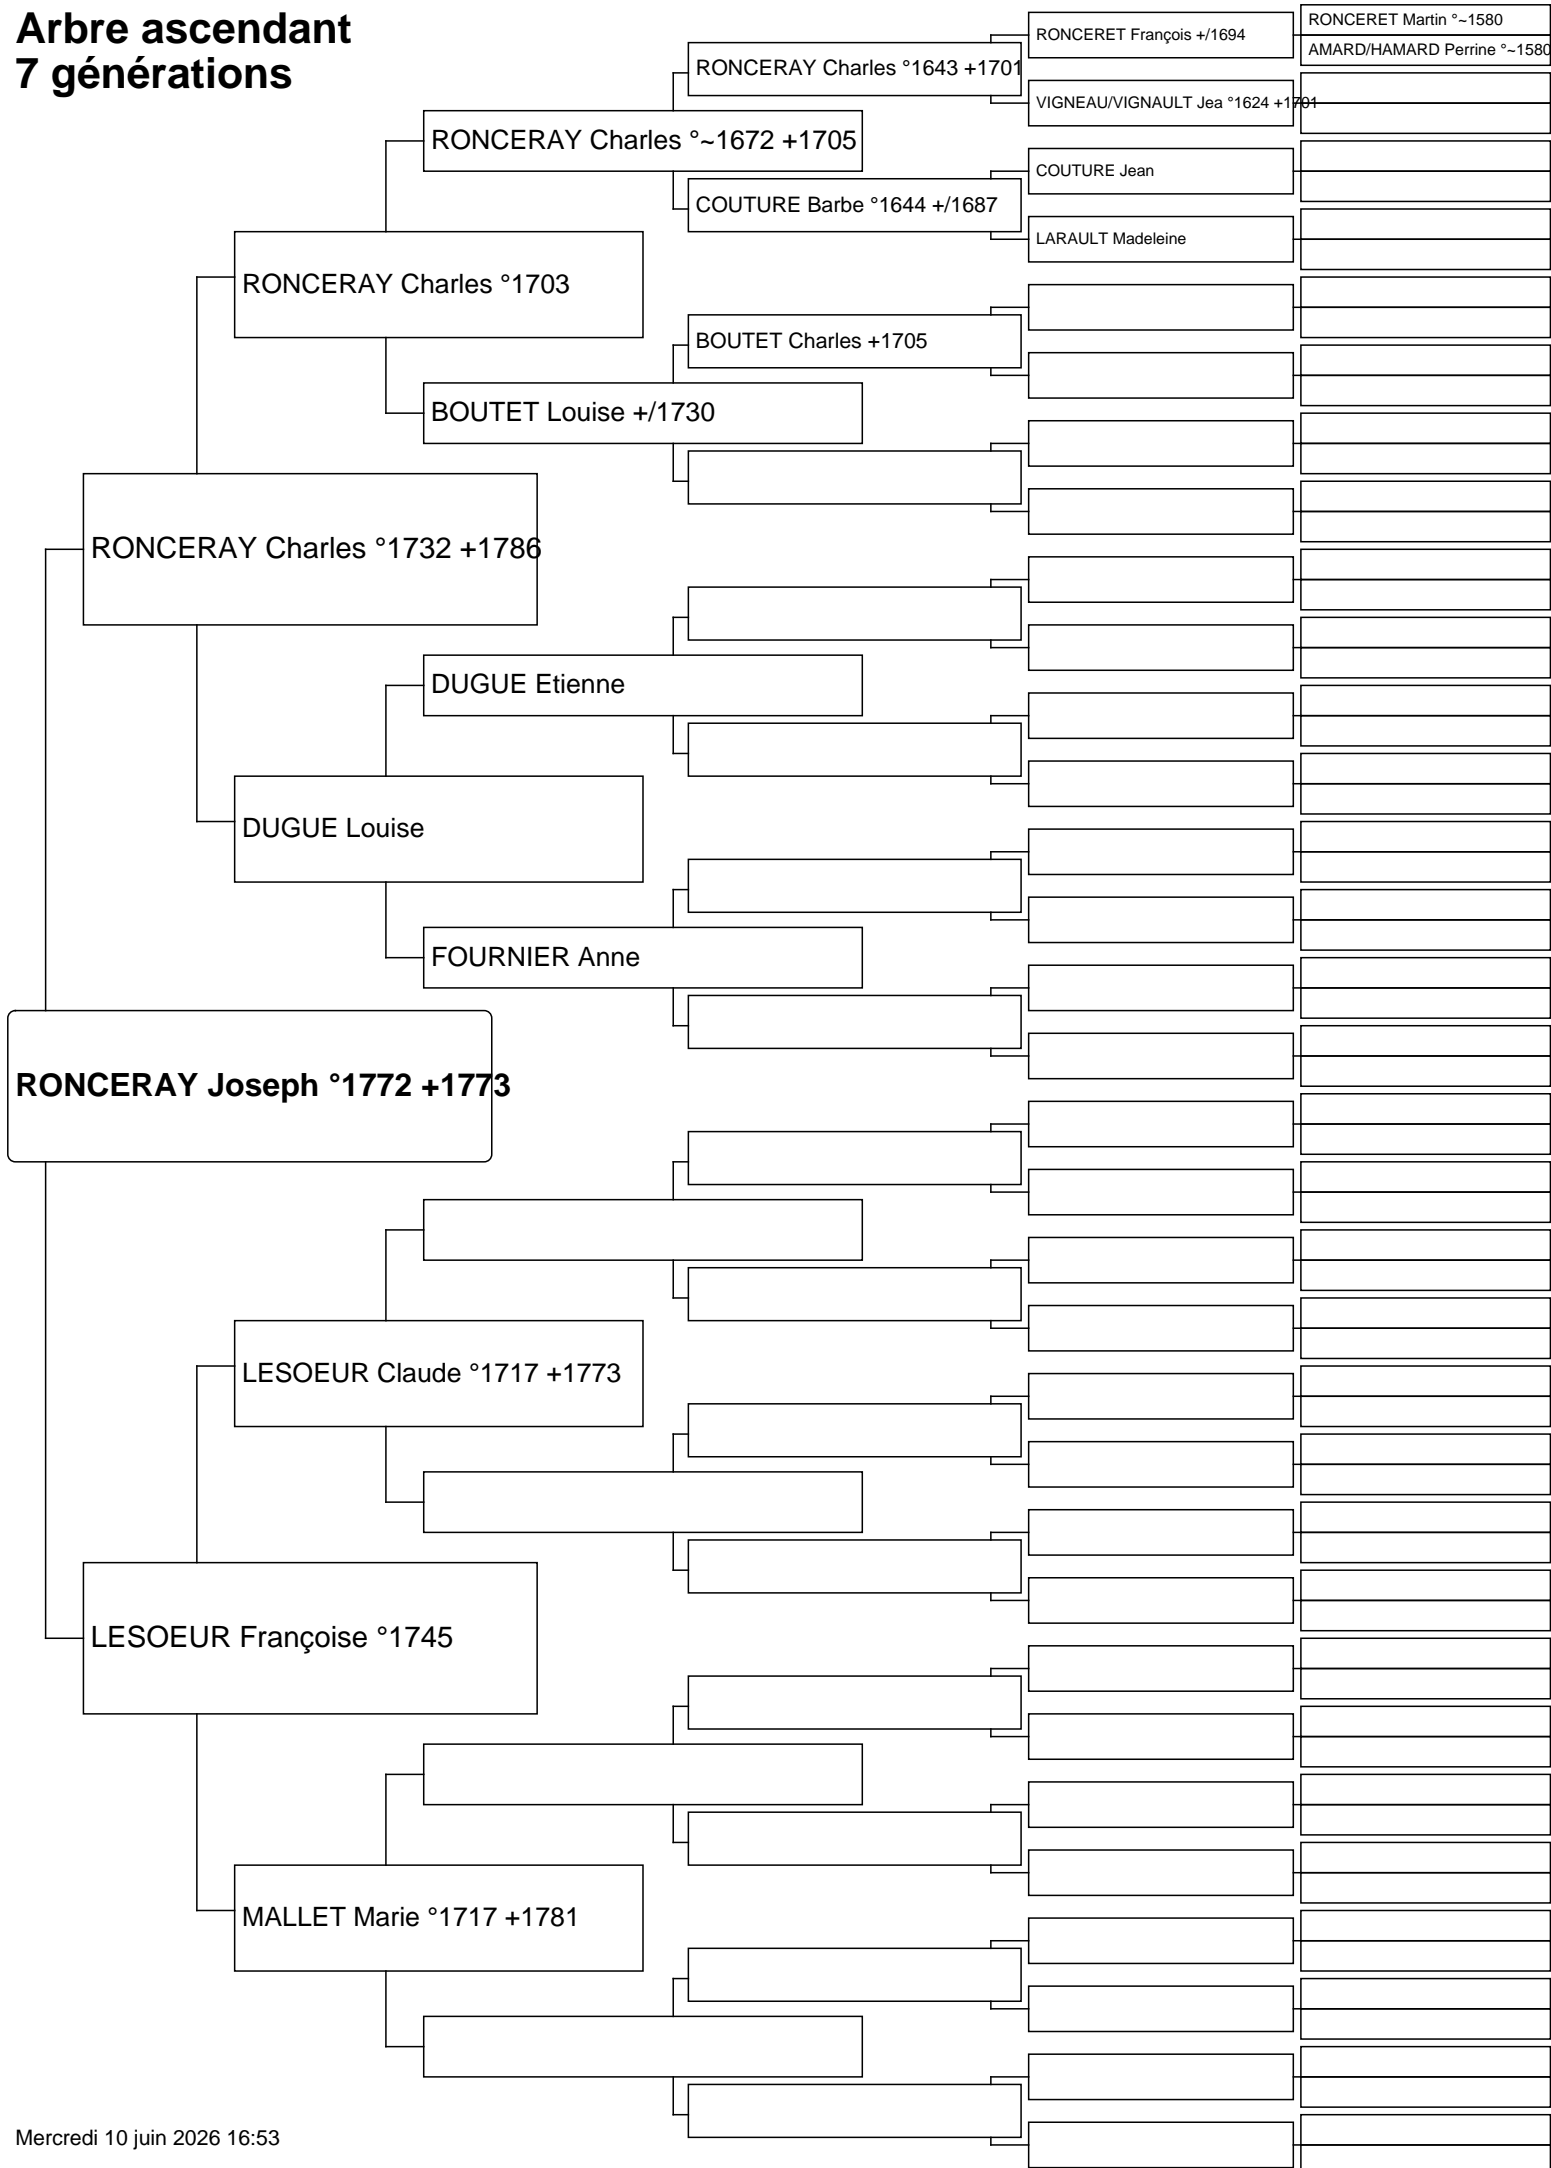 Arbre ascendant
7 générations
RONCERET Martin °~1580
RONCERET François +/1694
AMARD/HAMARD Perrine °~1580
RONCERAY Charles °1643 +1701
VIGNEAU/VIGNAULT Jea °1624 +1701
RONCERAY Charles °~1672 +1705
COUTURE Jean
COUTURE Barbe °1644 +/1687
LARAULT Madeleine
RONCERAY Charles °1703
BOUTET Charles +1705
BOUTET Louise +/1730
RONCERAY Charles °1732 +1786
DUGUE Etienne
DUGUE Louise
FOURNIER Anne
RONCERAY Joseph °1772 +1773
LESOEUR Claude °1717 +1773
LESOEUR Françoise °1745
MALLET Marie °1717 +1781
Mercredi 10 juin 2026 16:53